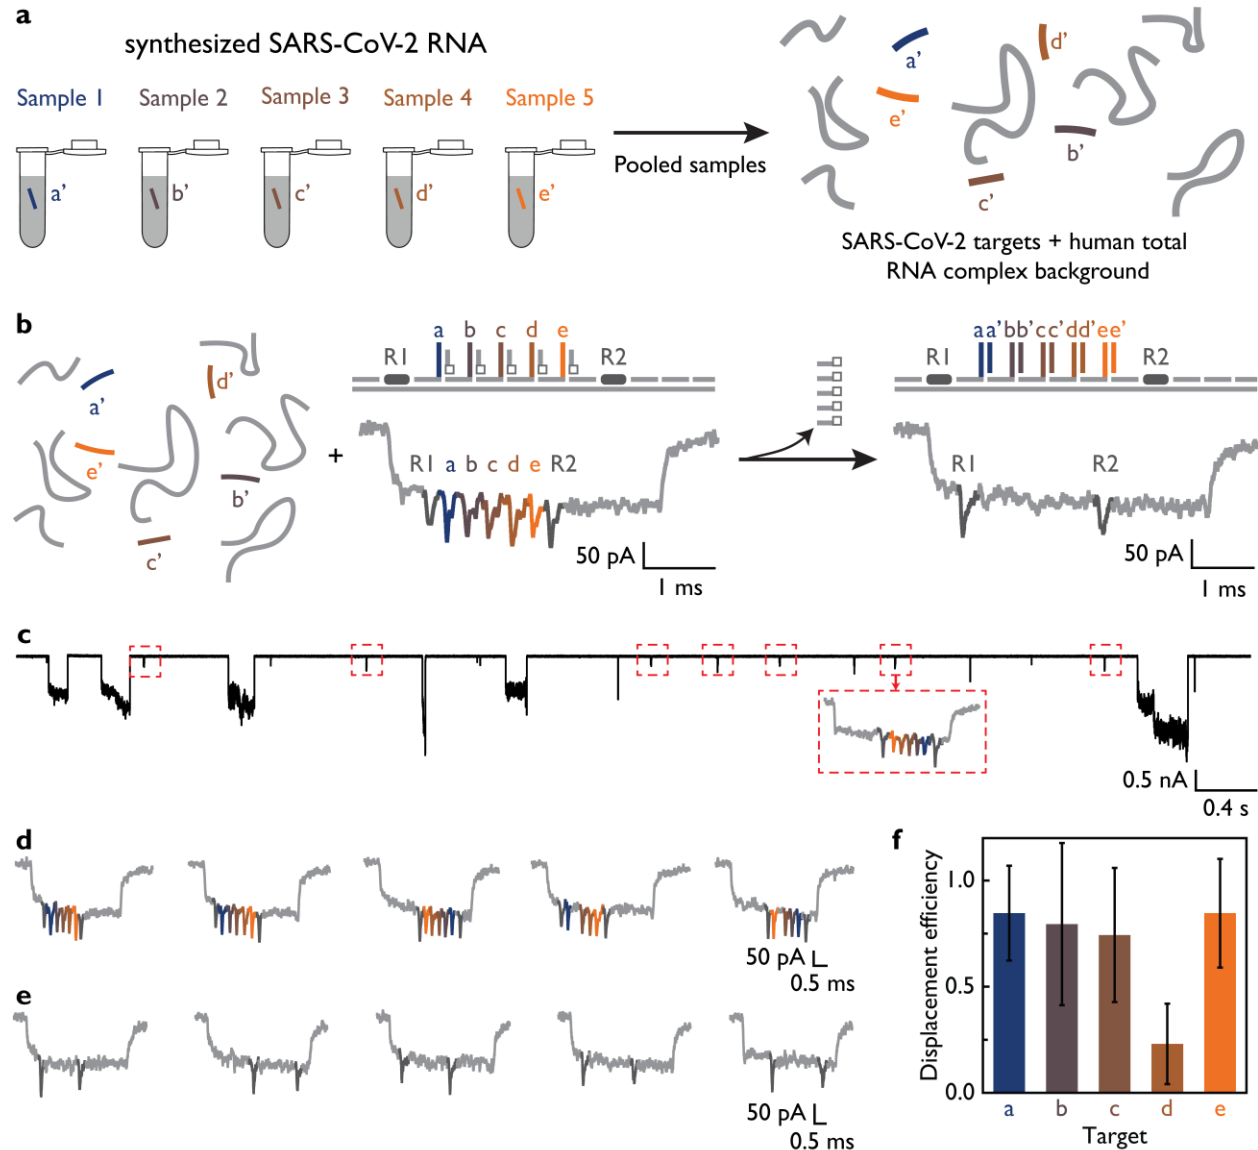 a
synthesized SARS-CoV-2 RNA
Sample 1 Sample 2 Sample 3 Sample 4 Sample 5
a' b' c' d' e'
Pooled samples
a' d'
e'
b'
c'
SARS-CoV-2 targets + human total
RNA complex background
b
a' d'
e'
b'
c'
+
a b c d e
R1 R2
R1 a b c d e R2
50 pA
1 ms
aa' bb' cc' dd' ee'
R1 R2
R1 R2
50 pA
1 ms
c
0.5 nA
0.4 s
d
50 pA
0.5 ms
e
50 pA
0.5 ms
f
Displacement efficiency
1.0
0.5
0.0
a b c d e
Target